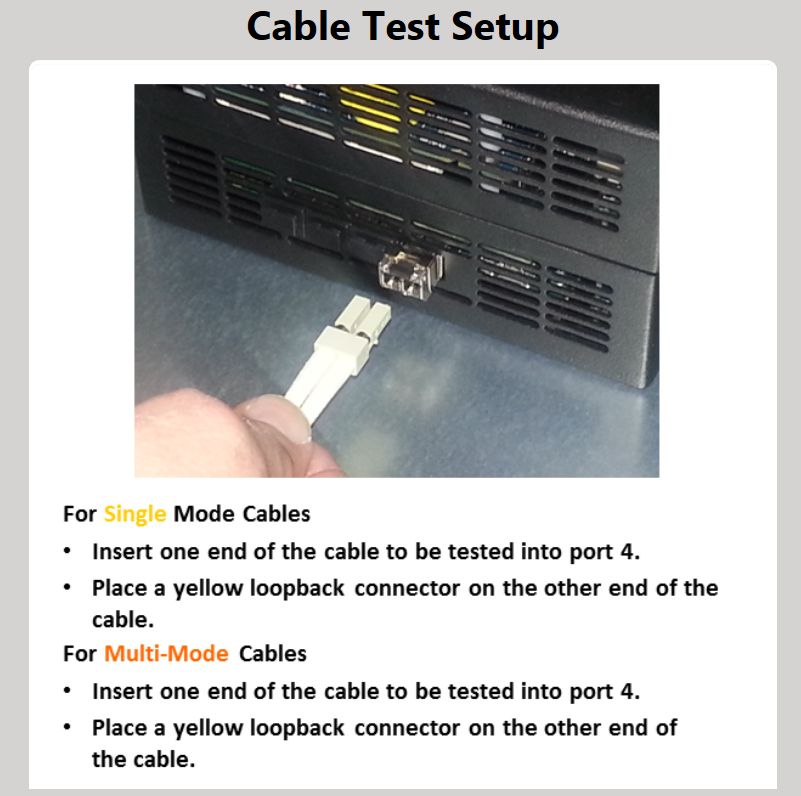 Cable Test Setup
For Single Mode Cables
• Insert one end of the cable to be tested into port 4.
• Place a yellow loopback connector on the other end of the
cable.
For Multi-Mode Cables
• Insert one end of the cable to be tested into port 4.
• Place a yellow loopback connector on the other end of
the cable.